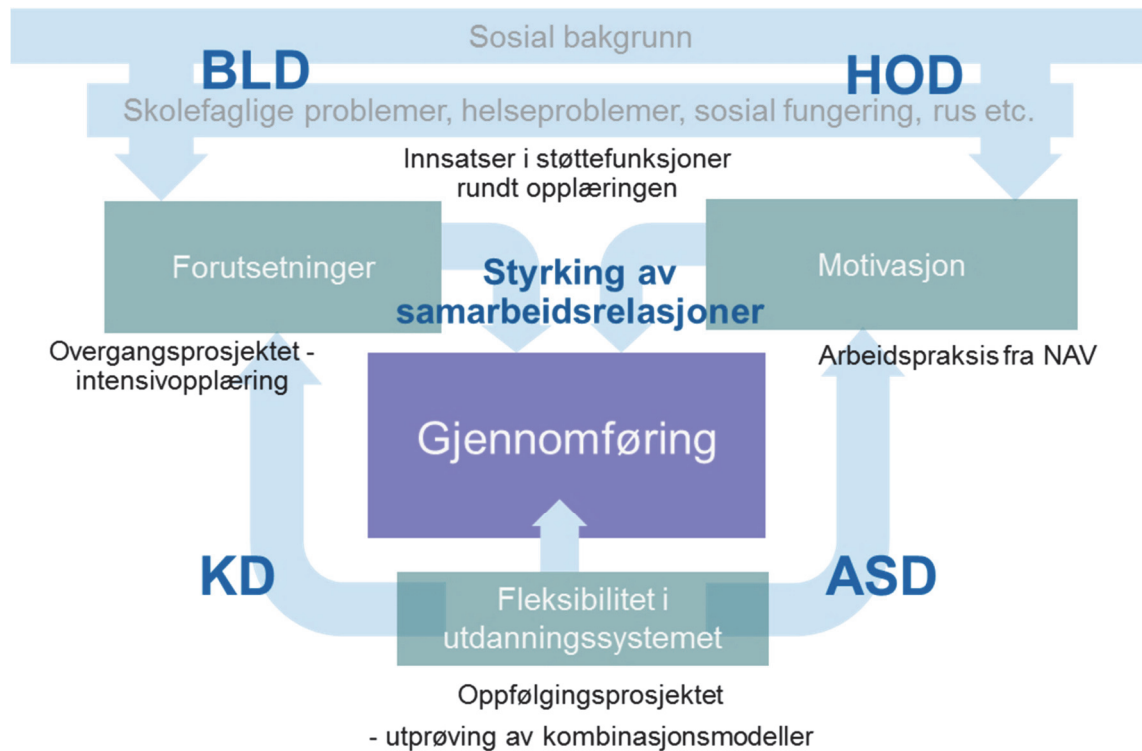 Sosial bakgrunn
BLD
HOD
Skolefaglige problemer, helseproblemer, sosial fungering, rus etc.
Innsatser i støttefunksjoner
rundt opplæringen
Forutsetninger
Motivasjon
Styrking av
samarbeidsrelasjoner
Overgangsprosjektet -
intensivopplæring
Arbeidspraksis fra NAV
Gjennomføring
KD
ASD
Fleksibilitet i
utdanningssystemet
Oppfølgingsprosjektet
- utprøving av kombinasjonsmodeller